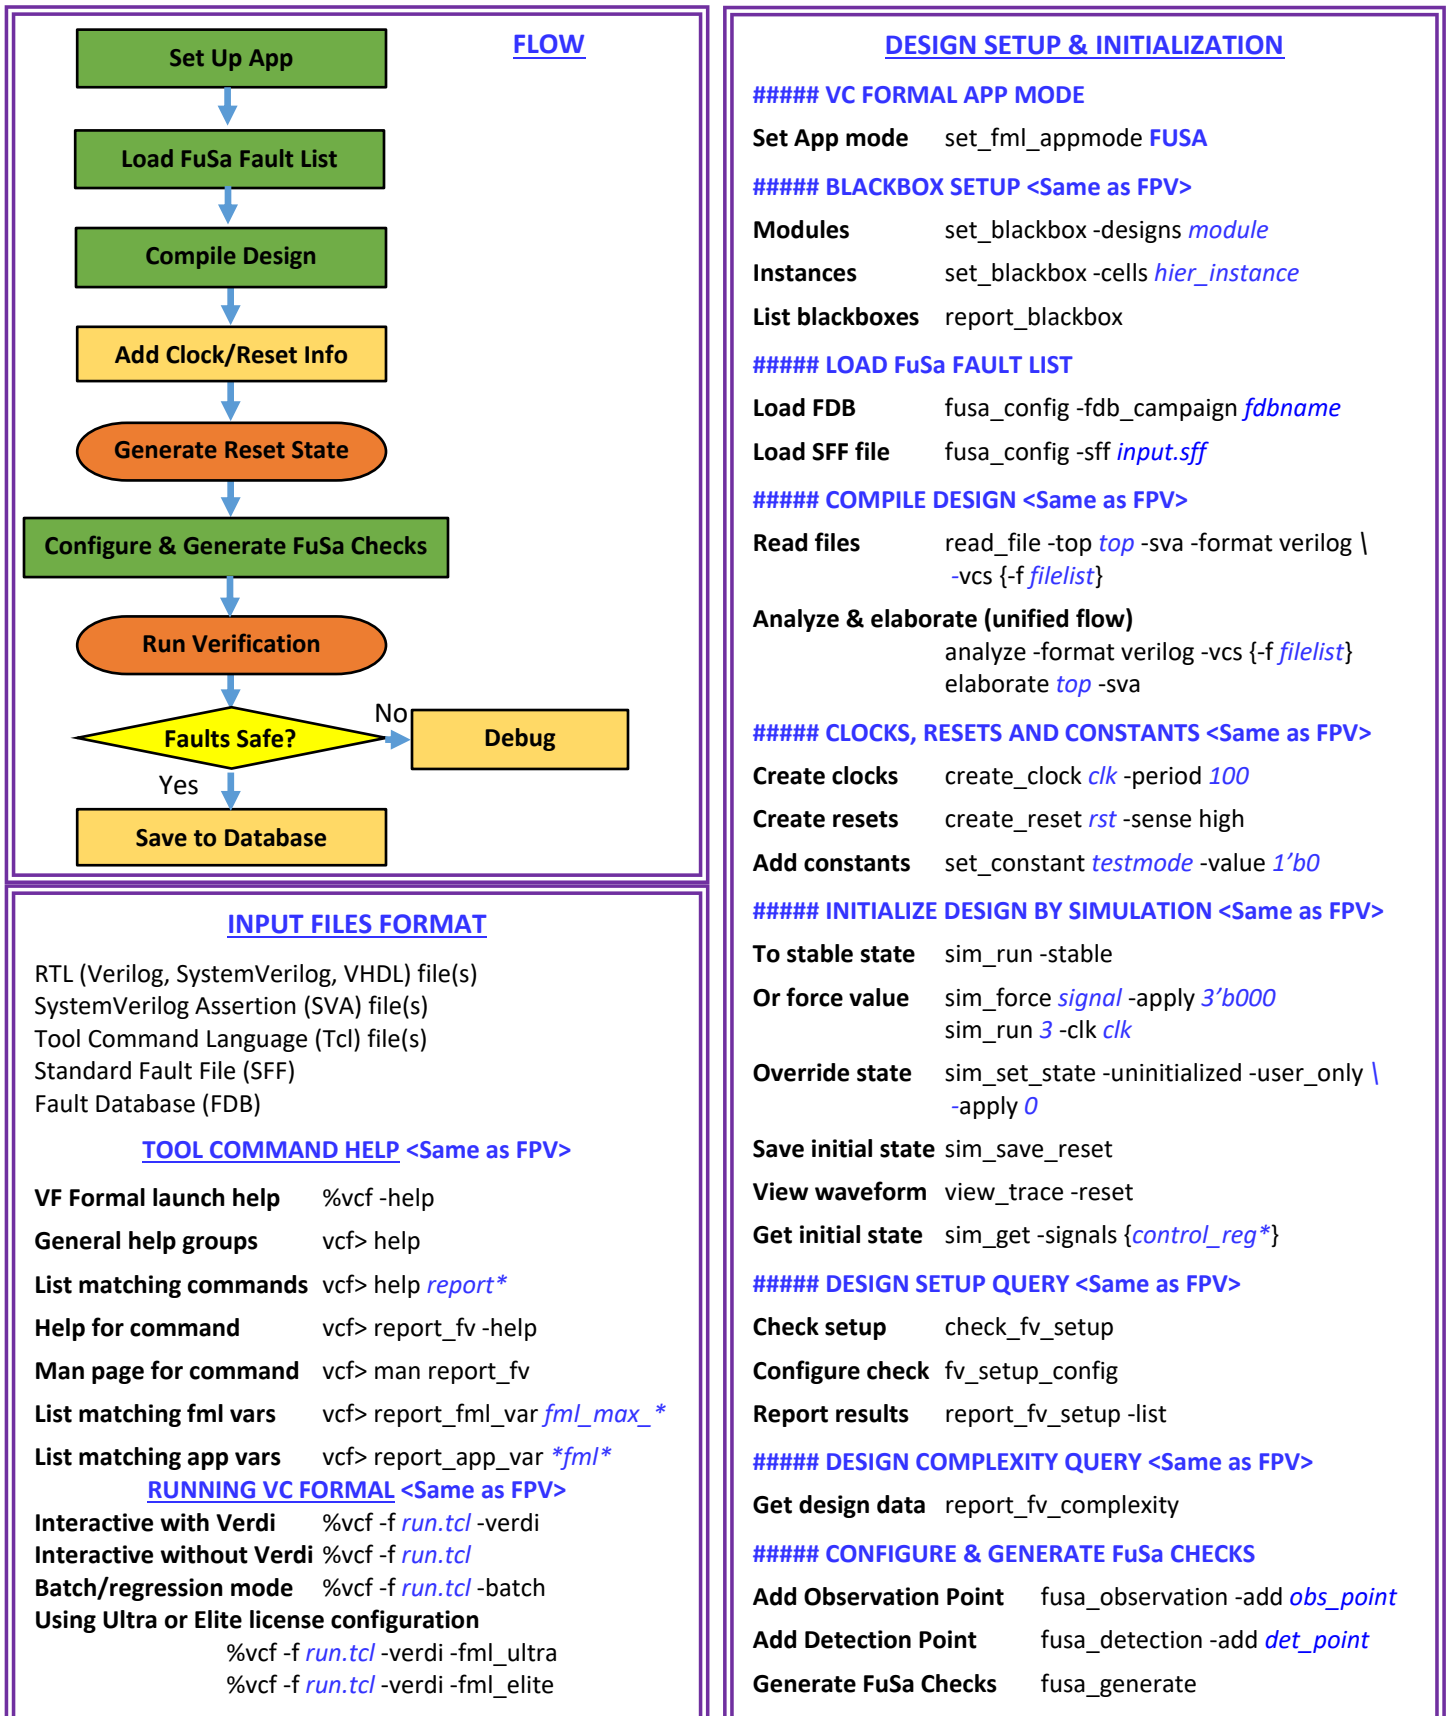 FLOW
Set Up App
Load FuSa Fault List
Compile Design
Add Clock/Reset Info
Generate Reset State
Configure & Generate FuSa Checks
Run Verification
Faults Safe?
No
Debug
Yes
Save to Database
INPUT FILES FORMAT
RTL (Verilog, SystemVerilog, VHDL) file(s)
SystemVerilog Assertion (SVA) file(s)
Tool Command Language (Tcl) file(s)
Standard Fault File (SFF)
Fault Database (FDB)
TOOL COMMAND HELP <Same as FPV>
VF Formal launch help %vcf -help
General help groups vcf> help
List matching commands vcf> help report*
Help for command vcf> report_fv -help
Man page for command vcf> man report_fv
List matching fml vars vcf> report_fml_var fml_max_*
List matching app vars vcf> report_app_var *fml*
RUNNING VC FORMAL <Same as FPV>
Interactive with Verdi %vcf -f run.tcl -verdi
Interactive without Verdi %vcf -f run.tcl
Batch/regression mode %vcf -f run.tcl -batch
Using Ultra or Elite license configuration
%vcf -f run.tcl -verdi -fml_ultra
%vcf -f run.tcl -verdi -fml_elite
DESIGN SETUP & INITIALIZATION
##### VC FORMAL APP MODE
Set App mode set_fml_appmode FUSA
##### BLACKBOX SETUP <Same as FPV>
Modules set_blackbox -designs module
Instances set_blackbox -cells hier_instance
List blackboxes report_blackbox
##### LOAD FuSa FAULT LIST
Load FDB fusa_config -fdb_campaign fdbname
Load SFF file fusa_config -sff input.sff
##### COMPILE DESIGN <Same as FPV>
Read files read_file -top top -sva -format verilog \
-vcs {-f filelist}
Analyze & elaborate (unified flow)
analyze -format verilog -vcs {-f filelist}
elaborate top -sva
##### CLOCKS, RESETS AND CONSTANTS <Same as FPV>
Create clocks create_clock clk -period 100
Create resets create_reset rst -sense high
Add constants set_constant testmode -value 1’b0
##### INITIALIZE DESIGN BY SIMULATION <Same as FPV>
To stable state sim_run -stable
Or force value sim_force signal -apply 3’b000
sim_run 3 -clk clk
Override state sim_set_state -uninitialized -user_only \
-apply 0
Save initial state sim_save_reset
View waveform view_trace -reset
Get initial state sim_get -signals {control_reg*}
##### DESIGN SETUP QUERY <Same as FPV>
Check setup check_fv_setup
Configure check fv_setup_config
Report results report_fv_setup -list
##### DESIGN COMPLEXITY QUERY <Same as FPV>
Get design data report_fv_complexity
##### CONFIGURE & GENERATE FuSa CHECKS
Add Observation Point fusa_observation -add obs_point
Add Detection Point fusa_detection -add det_point
Generate FuSa Checks fusa_generate